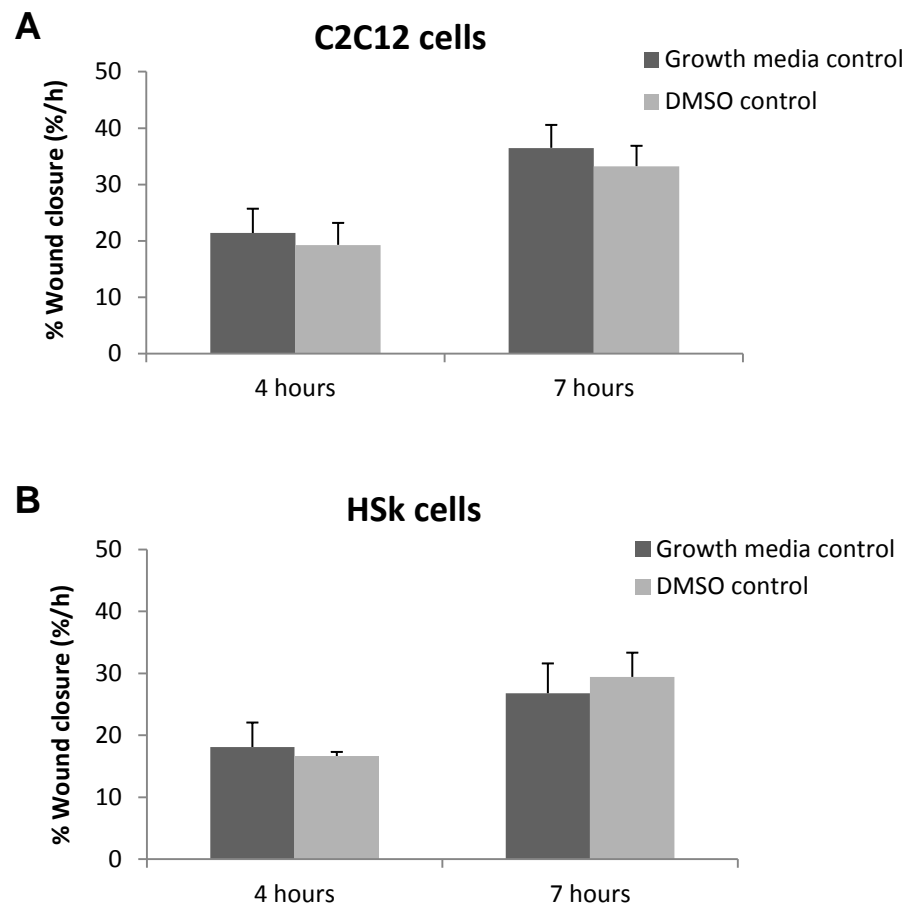 A
C2C12 cells
Growth media control
DMSO control
% Wound closure (%/h)
50
40
30
20
10
0
4 hours
7 hours
B
HSk cells
Growth media control
DMSO control
% Wound closure (%/h)
50
40
30
20
10
0
4 hours
7 hours